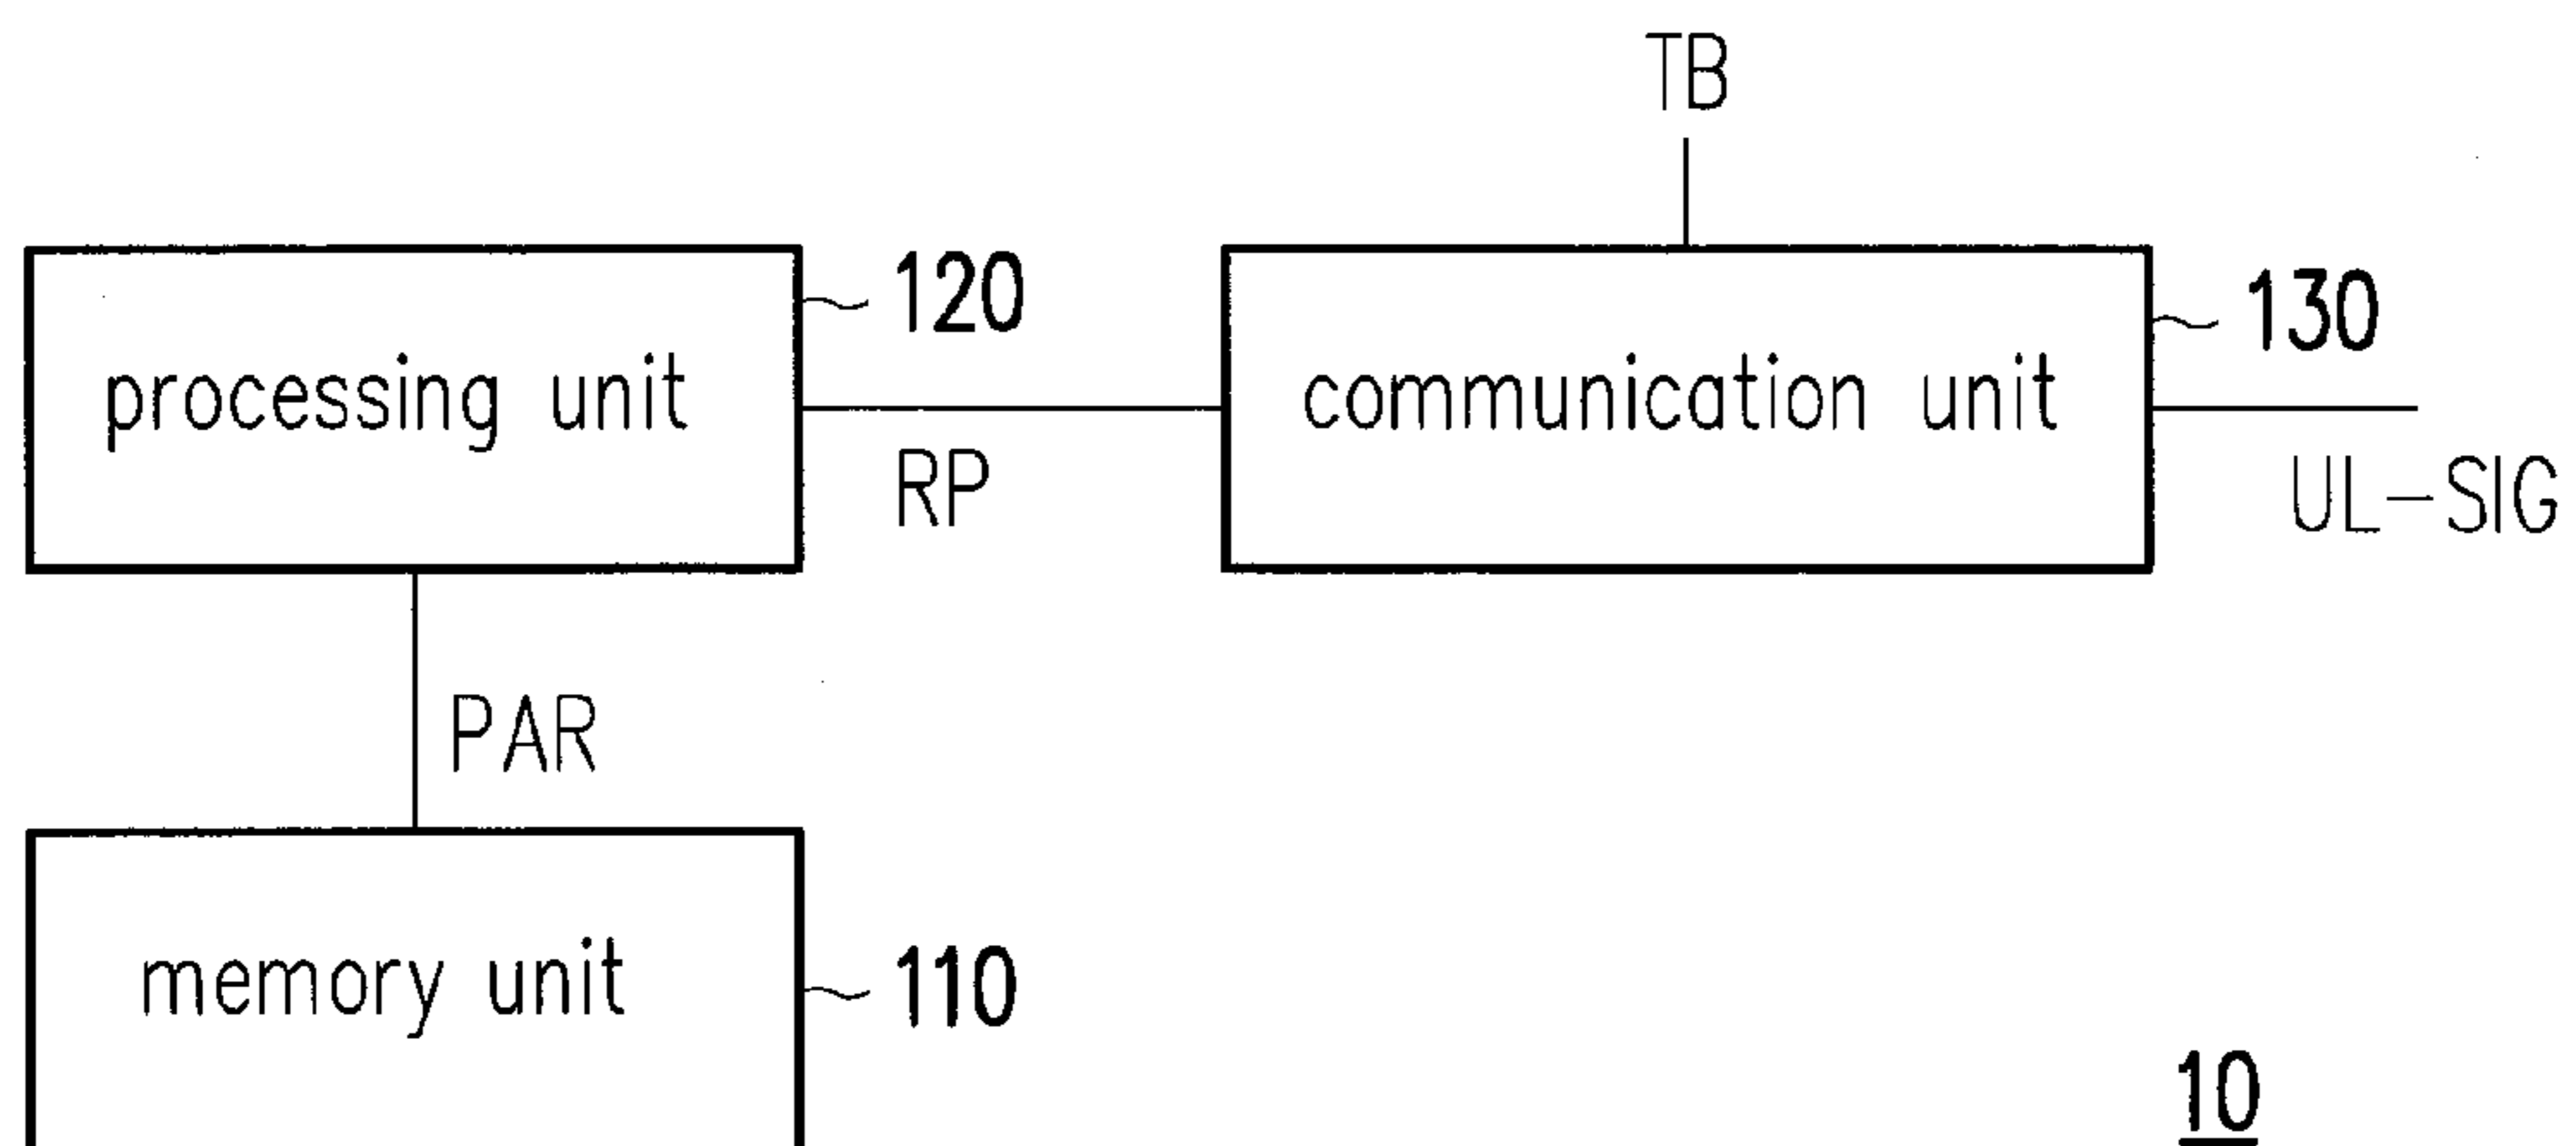 TB
120
130
processing unit
communication unit
RP
UL-SIG
PAR
memory unit
110
10